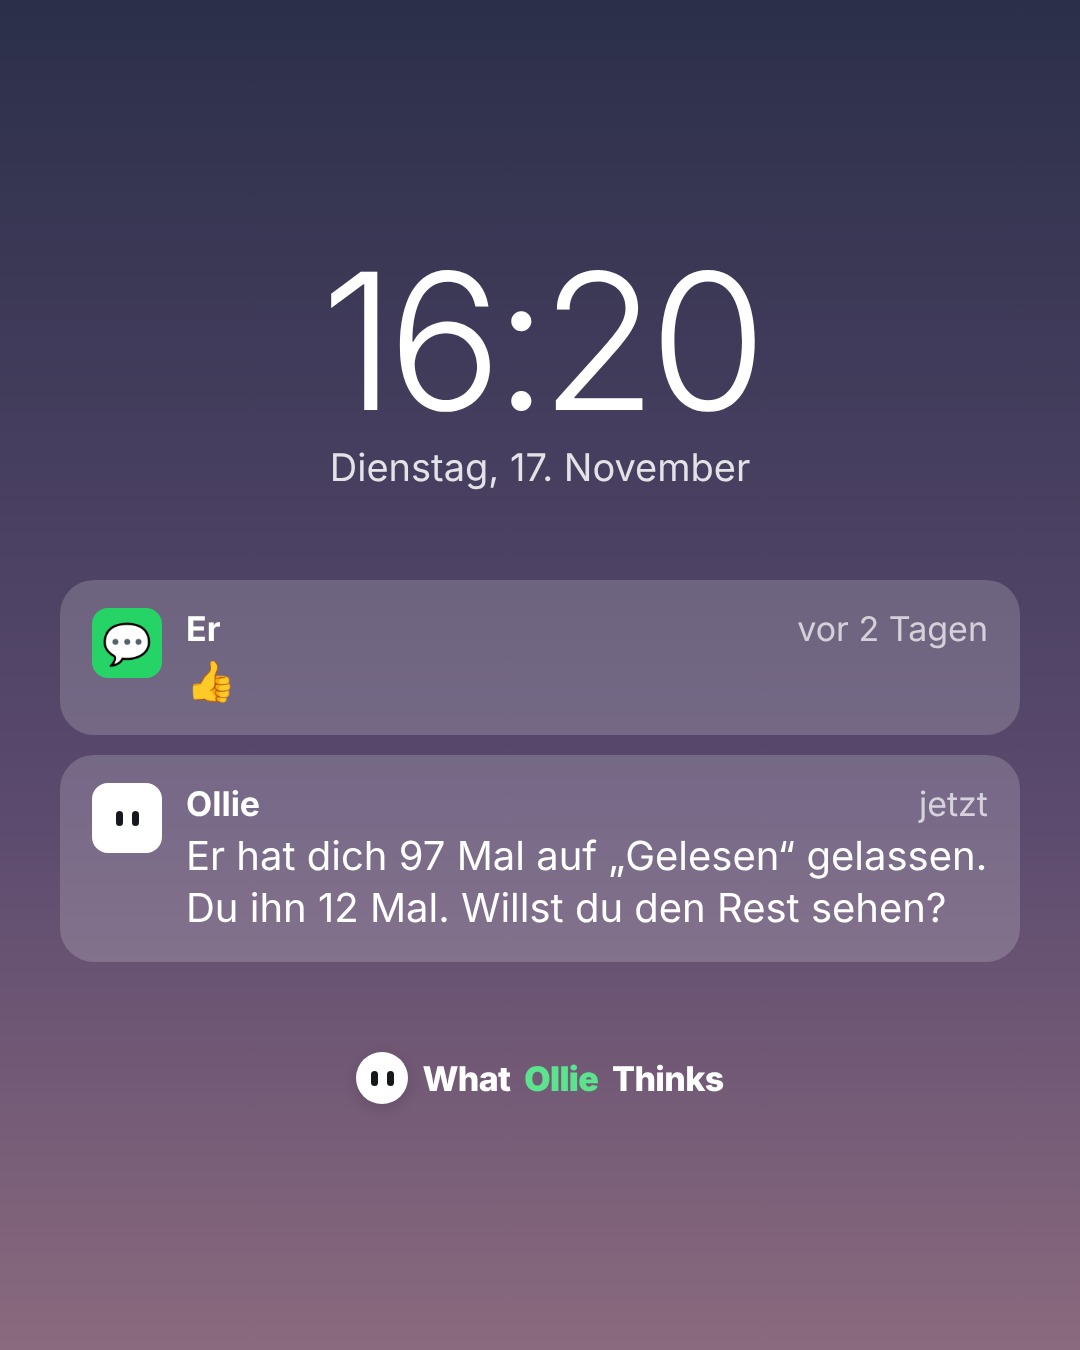 16:20
Dienstag, 17. November
Er
vor 2 Tagen
👍
Ollie
jetzt
Er hat dich 97 Mal auf „Gelesen“ gelassen.
Du ihn 12 Mal. Willst du den Rest sehen?
What Ollie Thinks